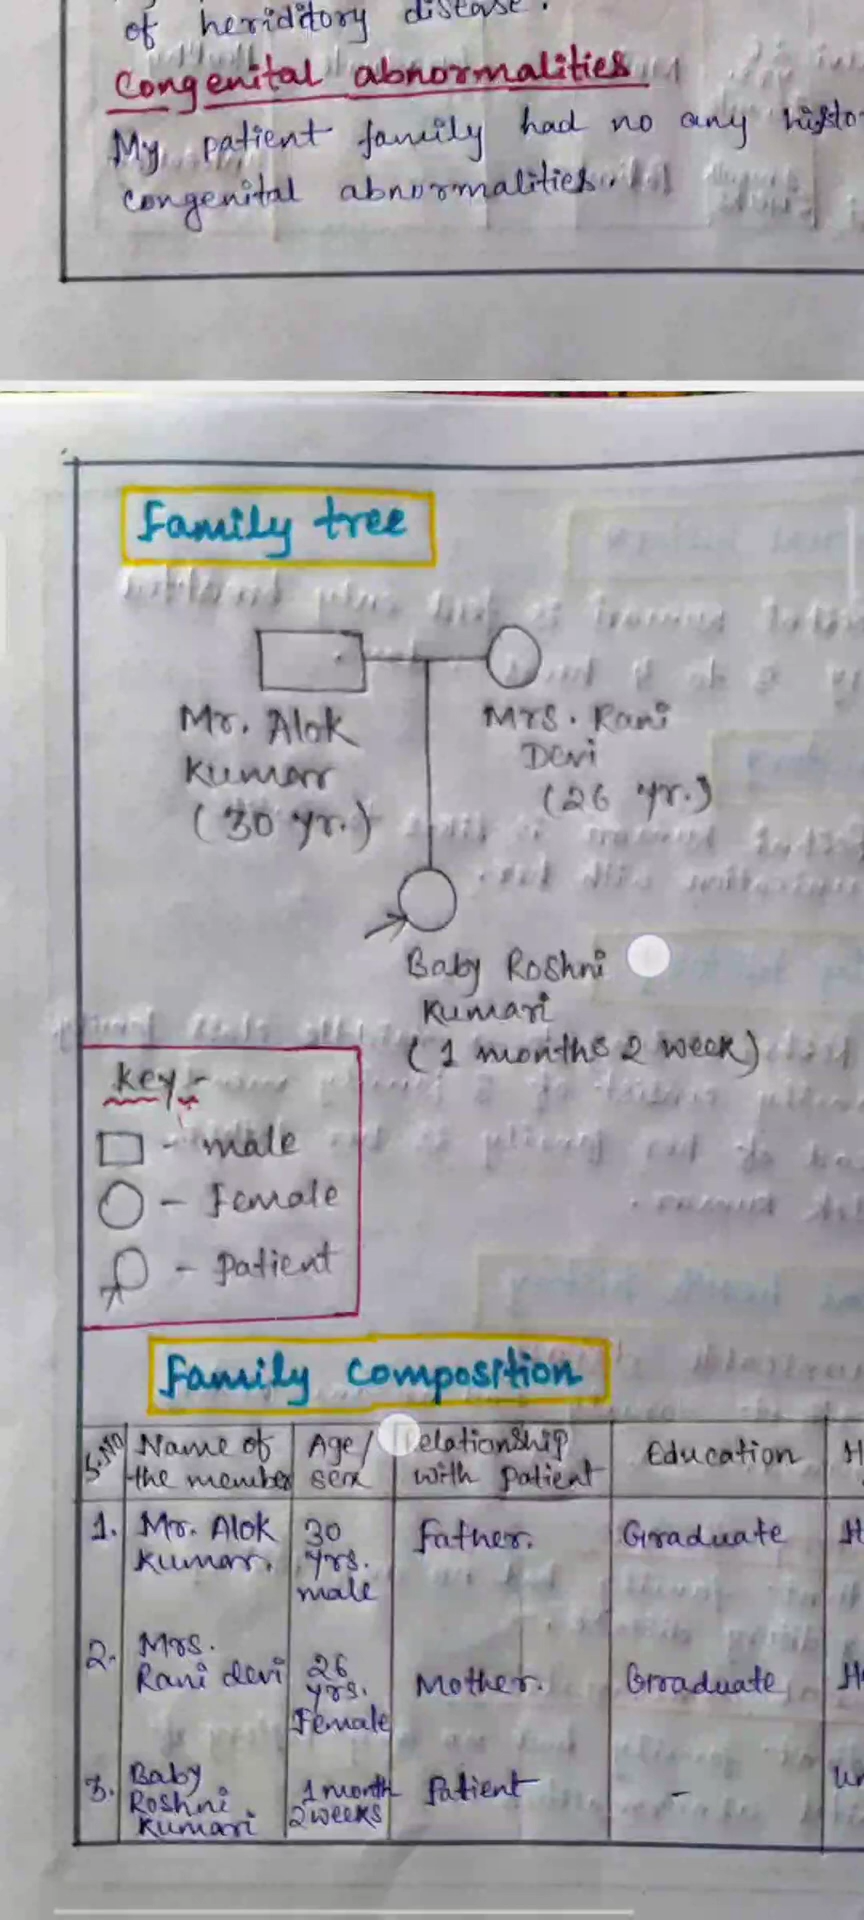 of heriditory disease.
Congenital abnormalities
My patient family had no any histo
congenital abnormalities.
Family tree
Mr. Alok
Kumar
(30 yr.)
Mrs. Rani
Devi
(26 yr.)
Baby Roshni
Kumari
(1 months 2 week)
key:-
- male
- Female
- patient
Family composition
S.NO Name of the member Age/sex elationship with patient Education H
1. Mr. Alok Kumar. 30 yrs. male Father. Graduate H
2. Mrs. Rani devi 26 yrs. Female Mother. Graduate H
3. Baby Roshni Kumari 1 month 2 weeks Patient - un